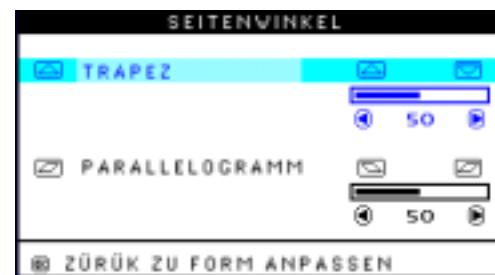 SEITENWINKEL
TRAPEZ
50
PARALLELOGRAMM
50
ZÜRÜK ZU FORM ANPASSEN